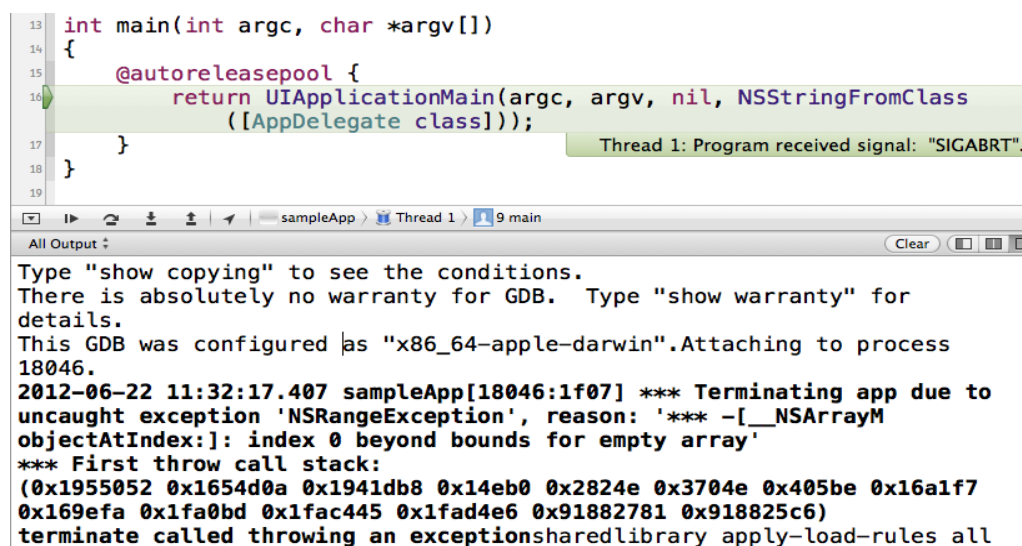 13 int main(int argc, char *argv[])
14 {
15 @autoreleasepool {
16 return UIApplicationMain(argc, argv, nil, NSStringFromClass
([AppDelegate class]));
17 }
Thread 1: Program received signal: "SIGABRT".
18 }
19
sampleApp Thread 1 9 main
All Output
Clear
Type "show copying" to see the conditions.
There is absolutely no warranty for GDB.  Type "show warranty" for
details.
This GDB was configured as "x86_64-apple-darwin".Attaching to process
18046.
2012-06-22 11:32:17.407 sampleApp[18046:1f07] *** Terminating app due to
uncaught exception 'NSRangeException', reason: '*** -[__NSArrayM
objectAtIndex:]: index 0 beyond bounds for empty array'
*** First throw call stack:
(0x1955052 0x1654d0a 0x1941db8 0x14eb0 0x2824e 0x3704e 0x405be 0x16a1f7
0x169efa 0x1fa0bd 0x1fac445 0x1fad4e6 0x91882781 0x918825c6)
terminate called throwing an exceptionsharedlibrary apply-load-rules all